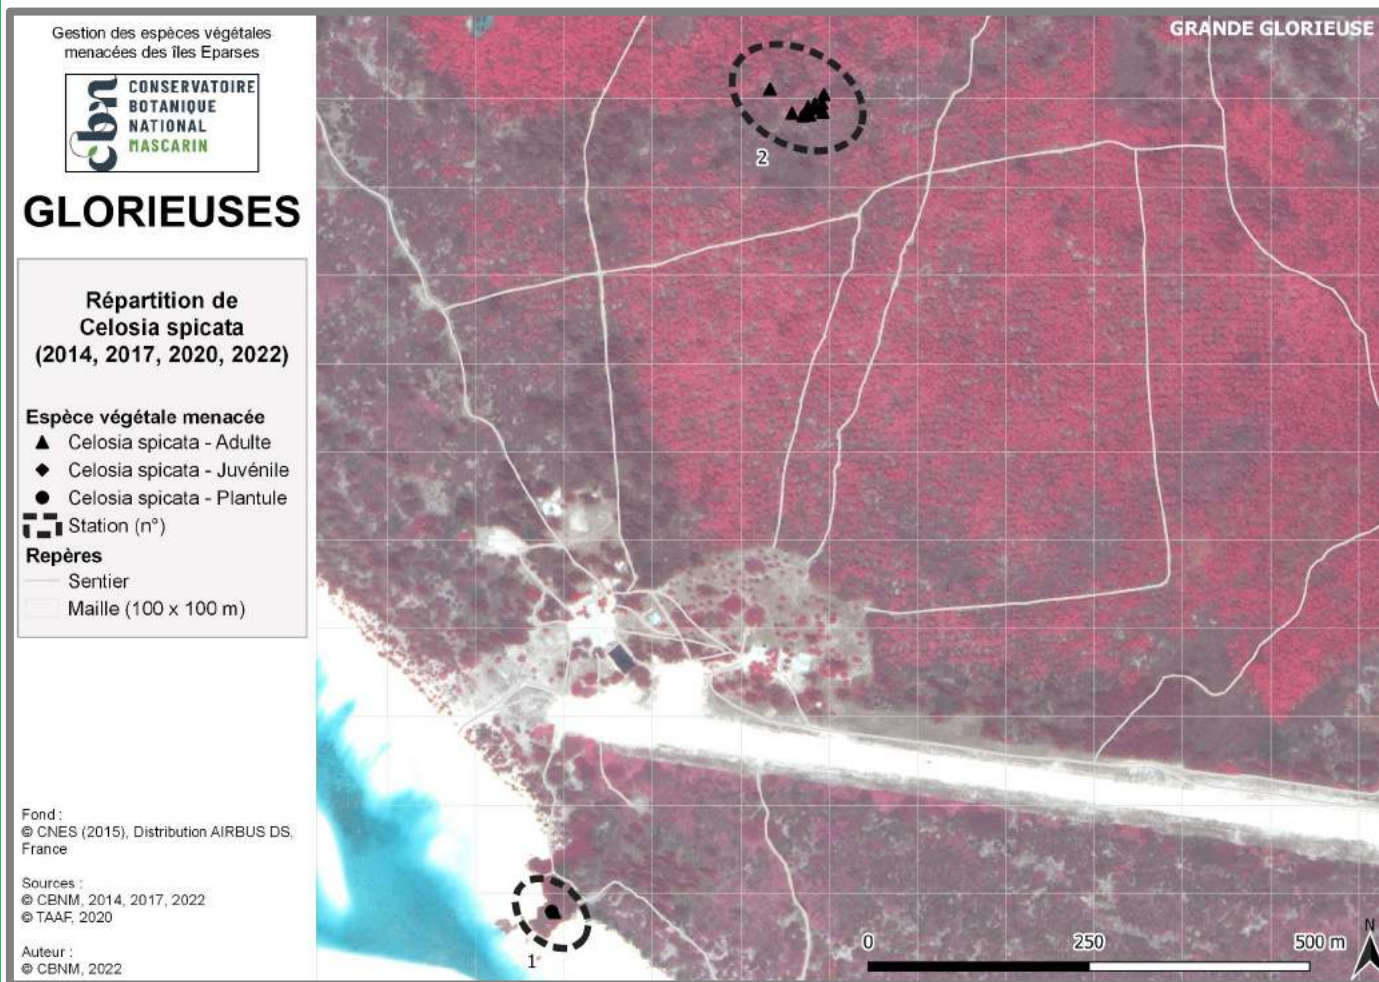 Gestion des espèces végétales
menacées des îles Eparses
cbn
CONSERVATOIRE
BOTANIQUE
NATIONAL
MASCARIN
GLORIEUSES
Répartition de
Celosia spicata
(2014, 2017, 2020, 2022)
Espèce végétale menacée
Celosia spicata - Adulte
Celosia spicata - Juvénile
Celosia spicata - Plantule
Station (n°)
Repères
Sentier
Maille (100 x 100 m)
Fond :
© CNES (2015), Distribution AIRBUS DS,
France
Sources :
© CBNM, 2014, 2017, 2022
© TAAF, 2020
Auteur :
© CBNM, 2022
GRANDE GLORIEUSE
2
1
0 250 500 m
N